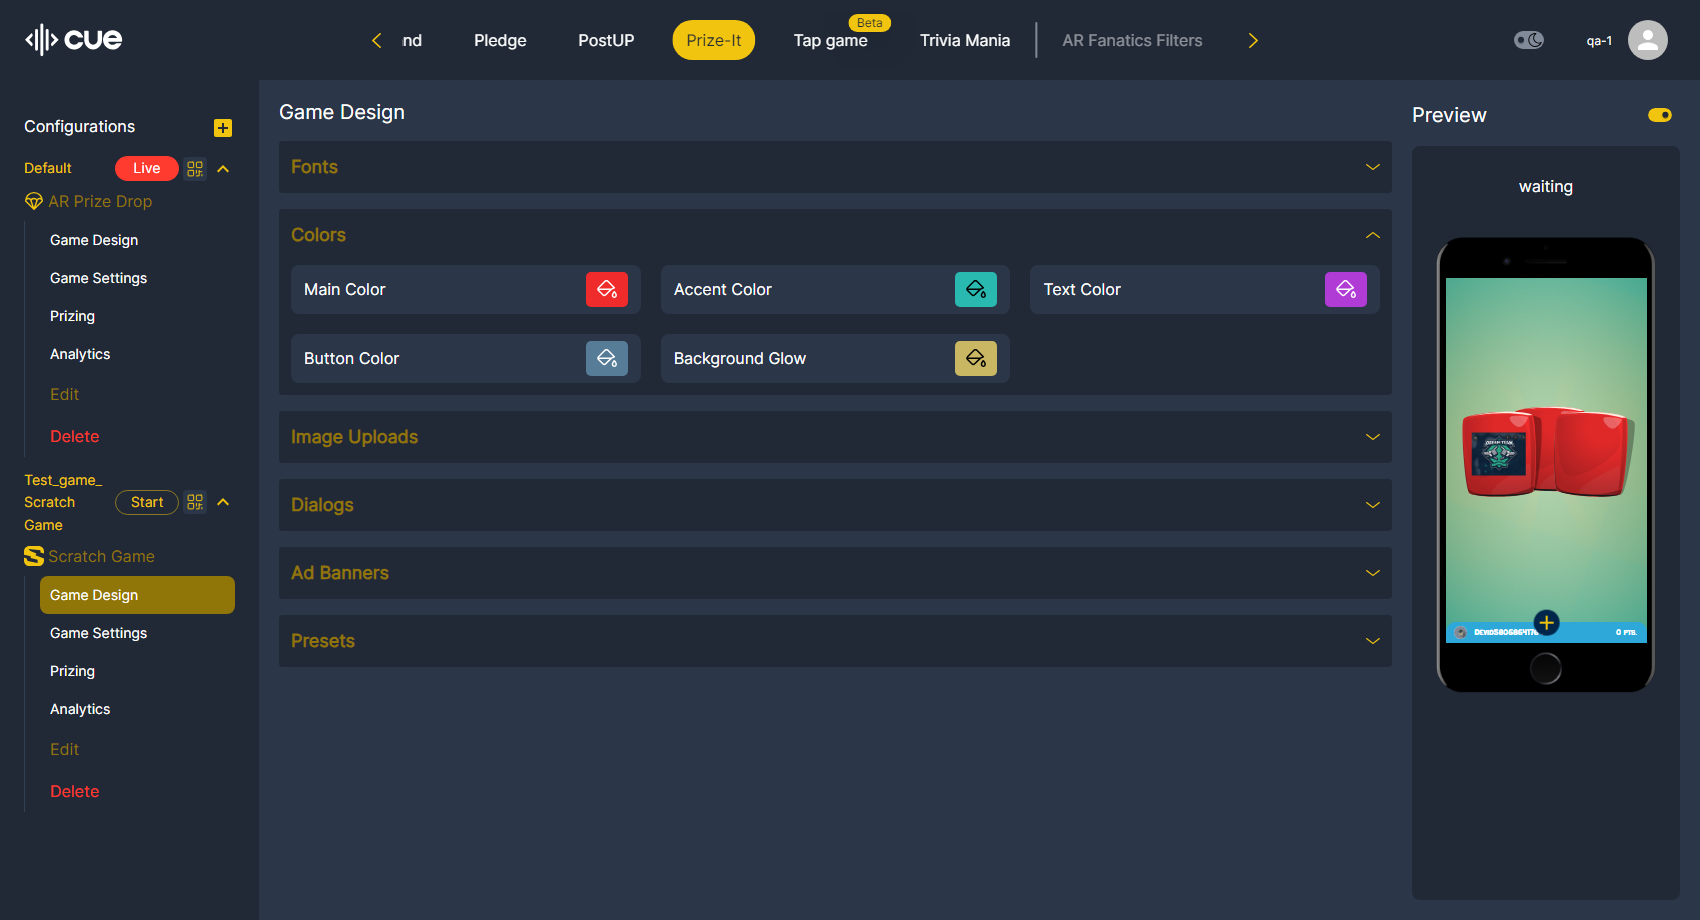 cue
nd
Pledge
PostUP
Prize-It
Tap game
Beta
Trivia Mania
AR Fanatics Filters
qa-1
Configurations
Default
Live
AR Prize Drop
Game Design
Game Settings
Prizing
Analytics
Edit
Delete
Test_game_
Scratch
Game
Start
Scratch Game
Game Design
Game Settings
Prizing
Analytics
Edit
Delete
Game Design
Fonts
Colors
Main Color
Accent Color
Text Color
Button Color
Background Glow
Image Uploads
Dialogs
Ad Banners
Presets
Preview
waiting
0 PTS.